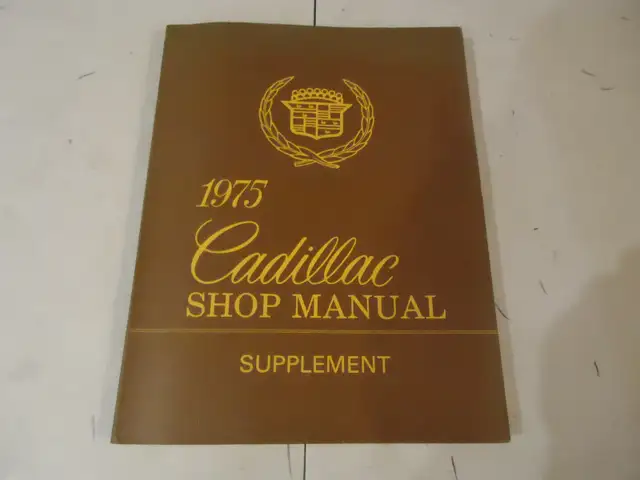 1975
Cadillac
SHOP MANUAL
SUPPLEMENT